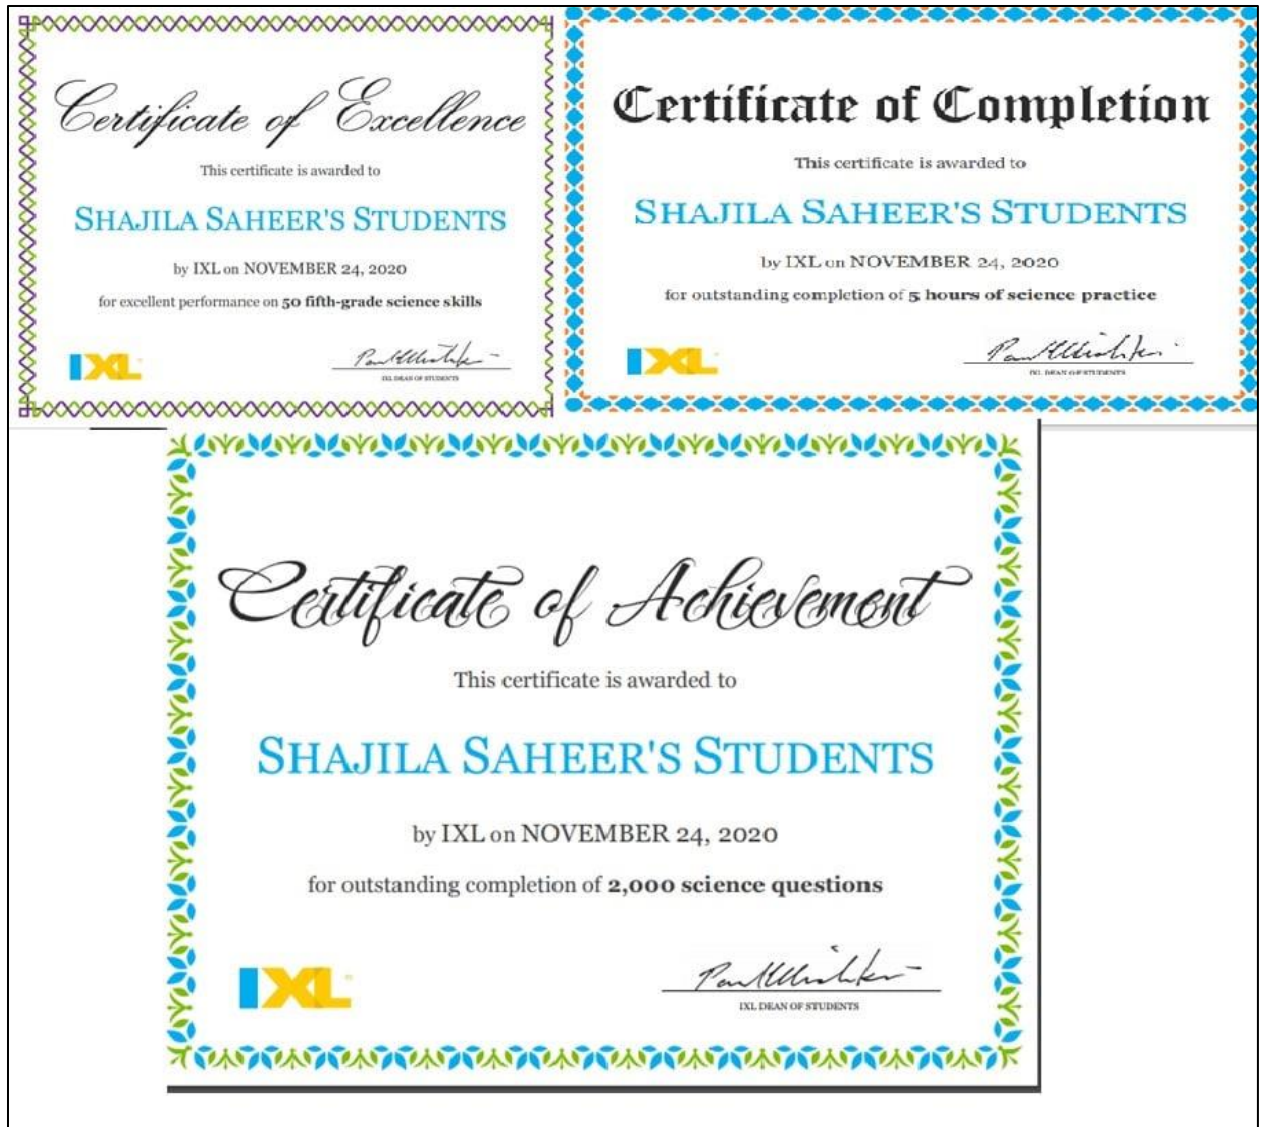 Certificate of Excellence
This certificate is awarded to
SHAJILA SAHEER'S STUDENTS
by IXL on NOVEMBER 24, 2020
for excellent performance on 50 fifth-grade science skills
IXL
IXL DEAN OF STUDENTS
Certificate of Completion
This certificate is awarded to
SHAJILA SAHEER'S STUDENTS
by IXL on NOVEMBER 24, 2020
for outstanding completion of 5 hours of science practice
IXL
IXL DEAN OF STUDENTS
Certificate of Achievement
This certificate is awarded to
SHAJILA SAHEER'S STUDENTS
by IXL on NOVEMBER 24, 2020
for outstanding completion of 2,000 science questions
IXL
IXL DEAN OF STUDENTS